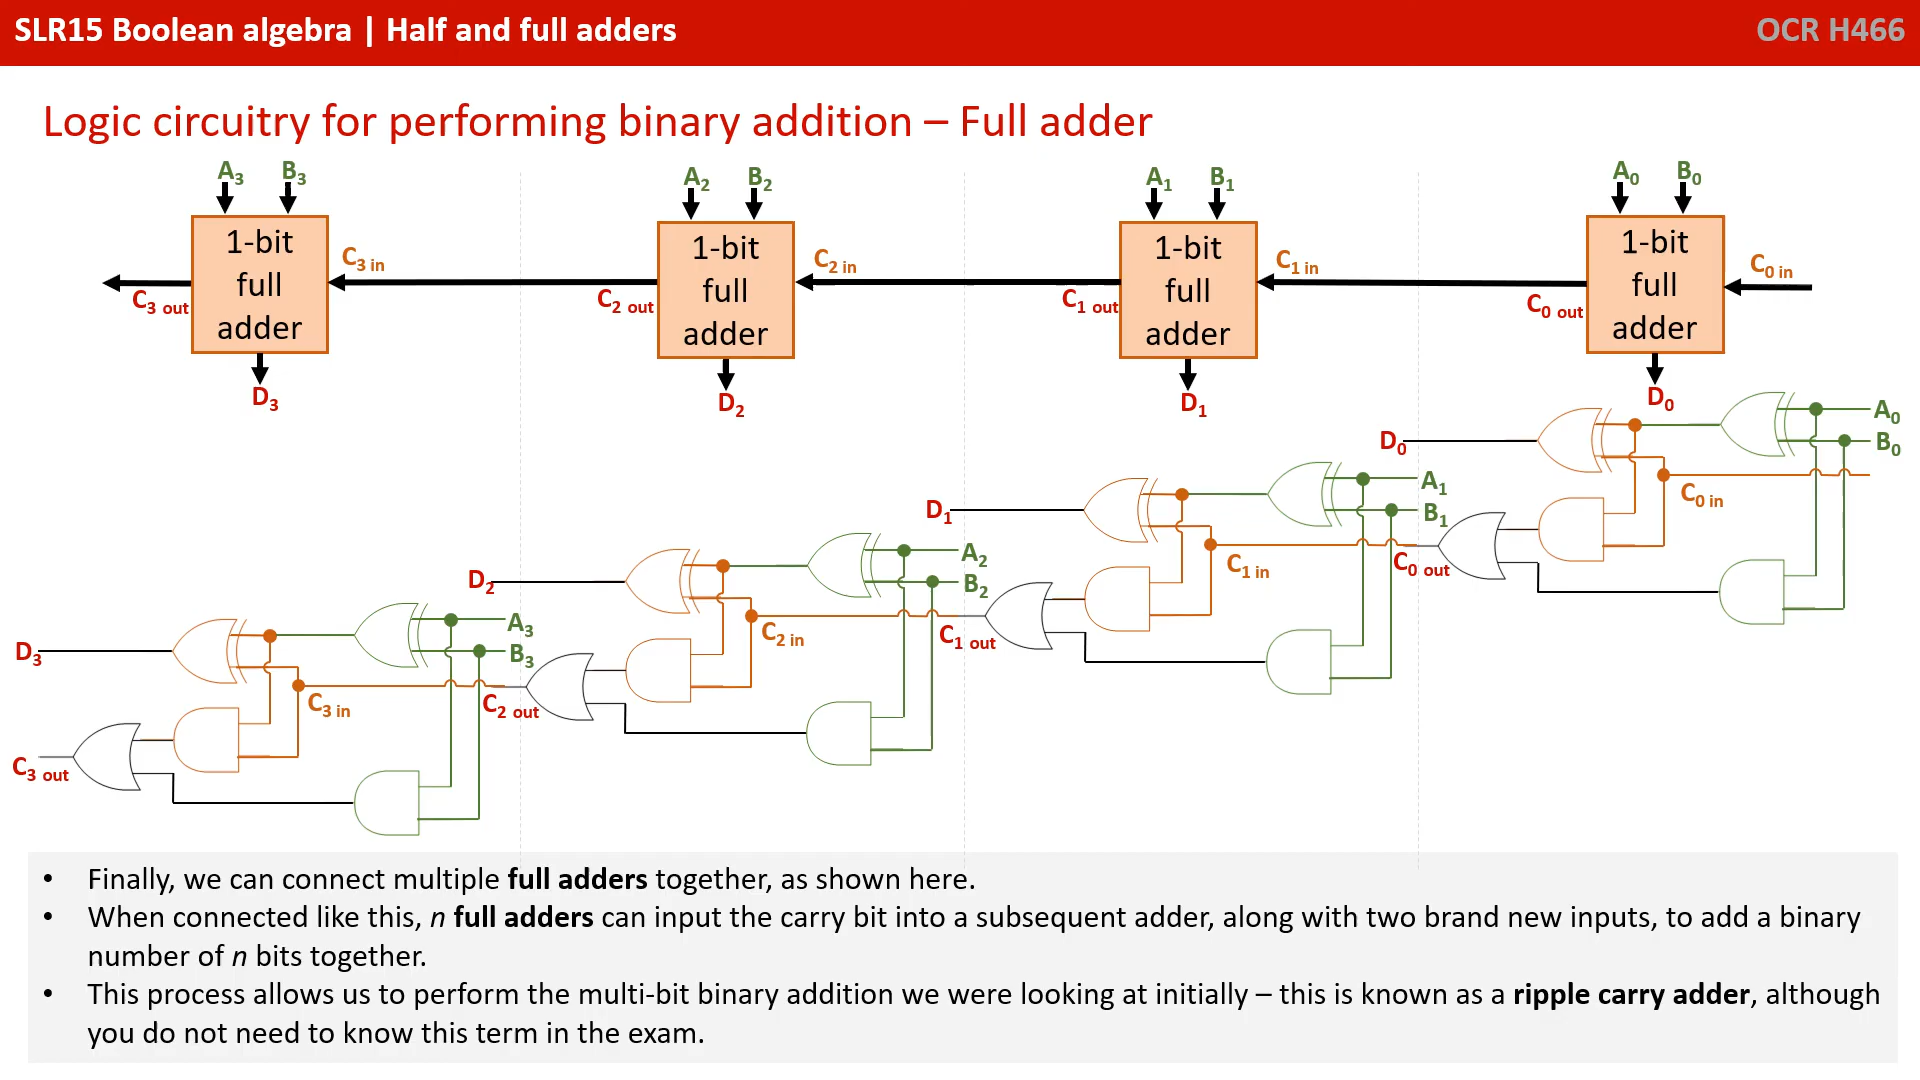 SLR15 Boolean algebra | Half and full adders
OCR H466
Logic circuitry for performing binary addition – Full adder
A3 B3 A2 B2 A1 B1 A0 B0
1-bit full adder
1-bit full adder
1-bit full adder
1-bit full adder
C3 in C2 in C1 in C0 in
C3 out C2 out C1 out C0 out
D3 D2 D1 D0
D0 A0
B0
C0 in
C0 out
D1 A1
B1
C1 in
C1 out
D2 A2
B2
C2 in
C2 out
D3 A3
B3
C3 in
C3 out
• Finally, we can connect multiple full adders together, as shown here.
• When connected like this, n full adders can input the carry bit into a subsequent adder, along with two brand new inputs, to add a binary
number of n bits together.
• This process allows us to perform the multi-bit binary addition we were looking at initially – this is known as a ripple carry adder, although
you do not need to know this term in the exam.